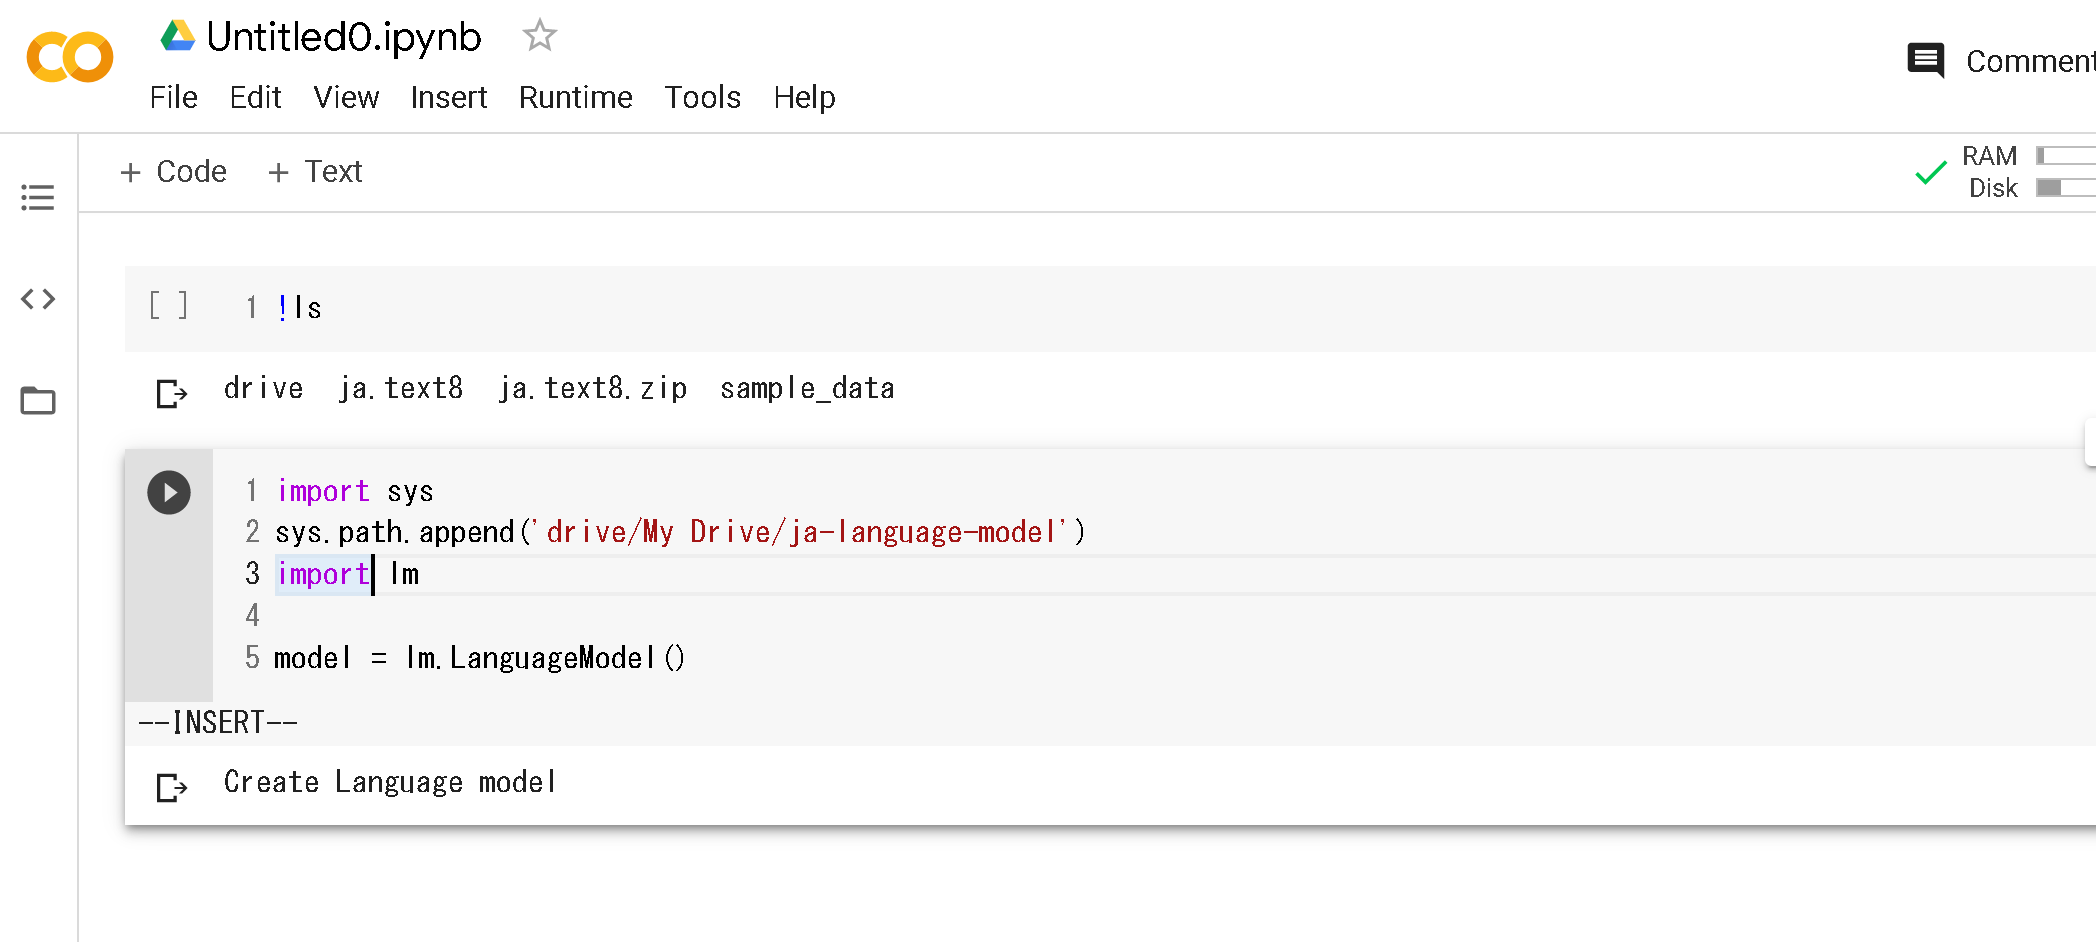 Untitled0.ipynb
File Edit View Insert Runtime Tools Help
Comment
+ Code + Text
RAM
Disk
[ ] 1 !ls
drive ja.text8 ja.text8.zip sample_data
1 import sys
2 sys.path.append('drive/My Drive/ja-language-model')
3 import lm
4
5 model = lm.LanguageModel()
--INSERT--
Create Language model